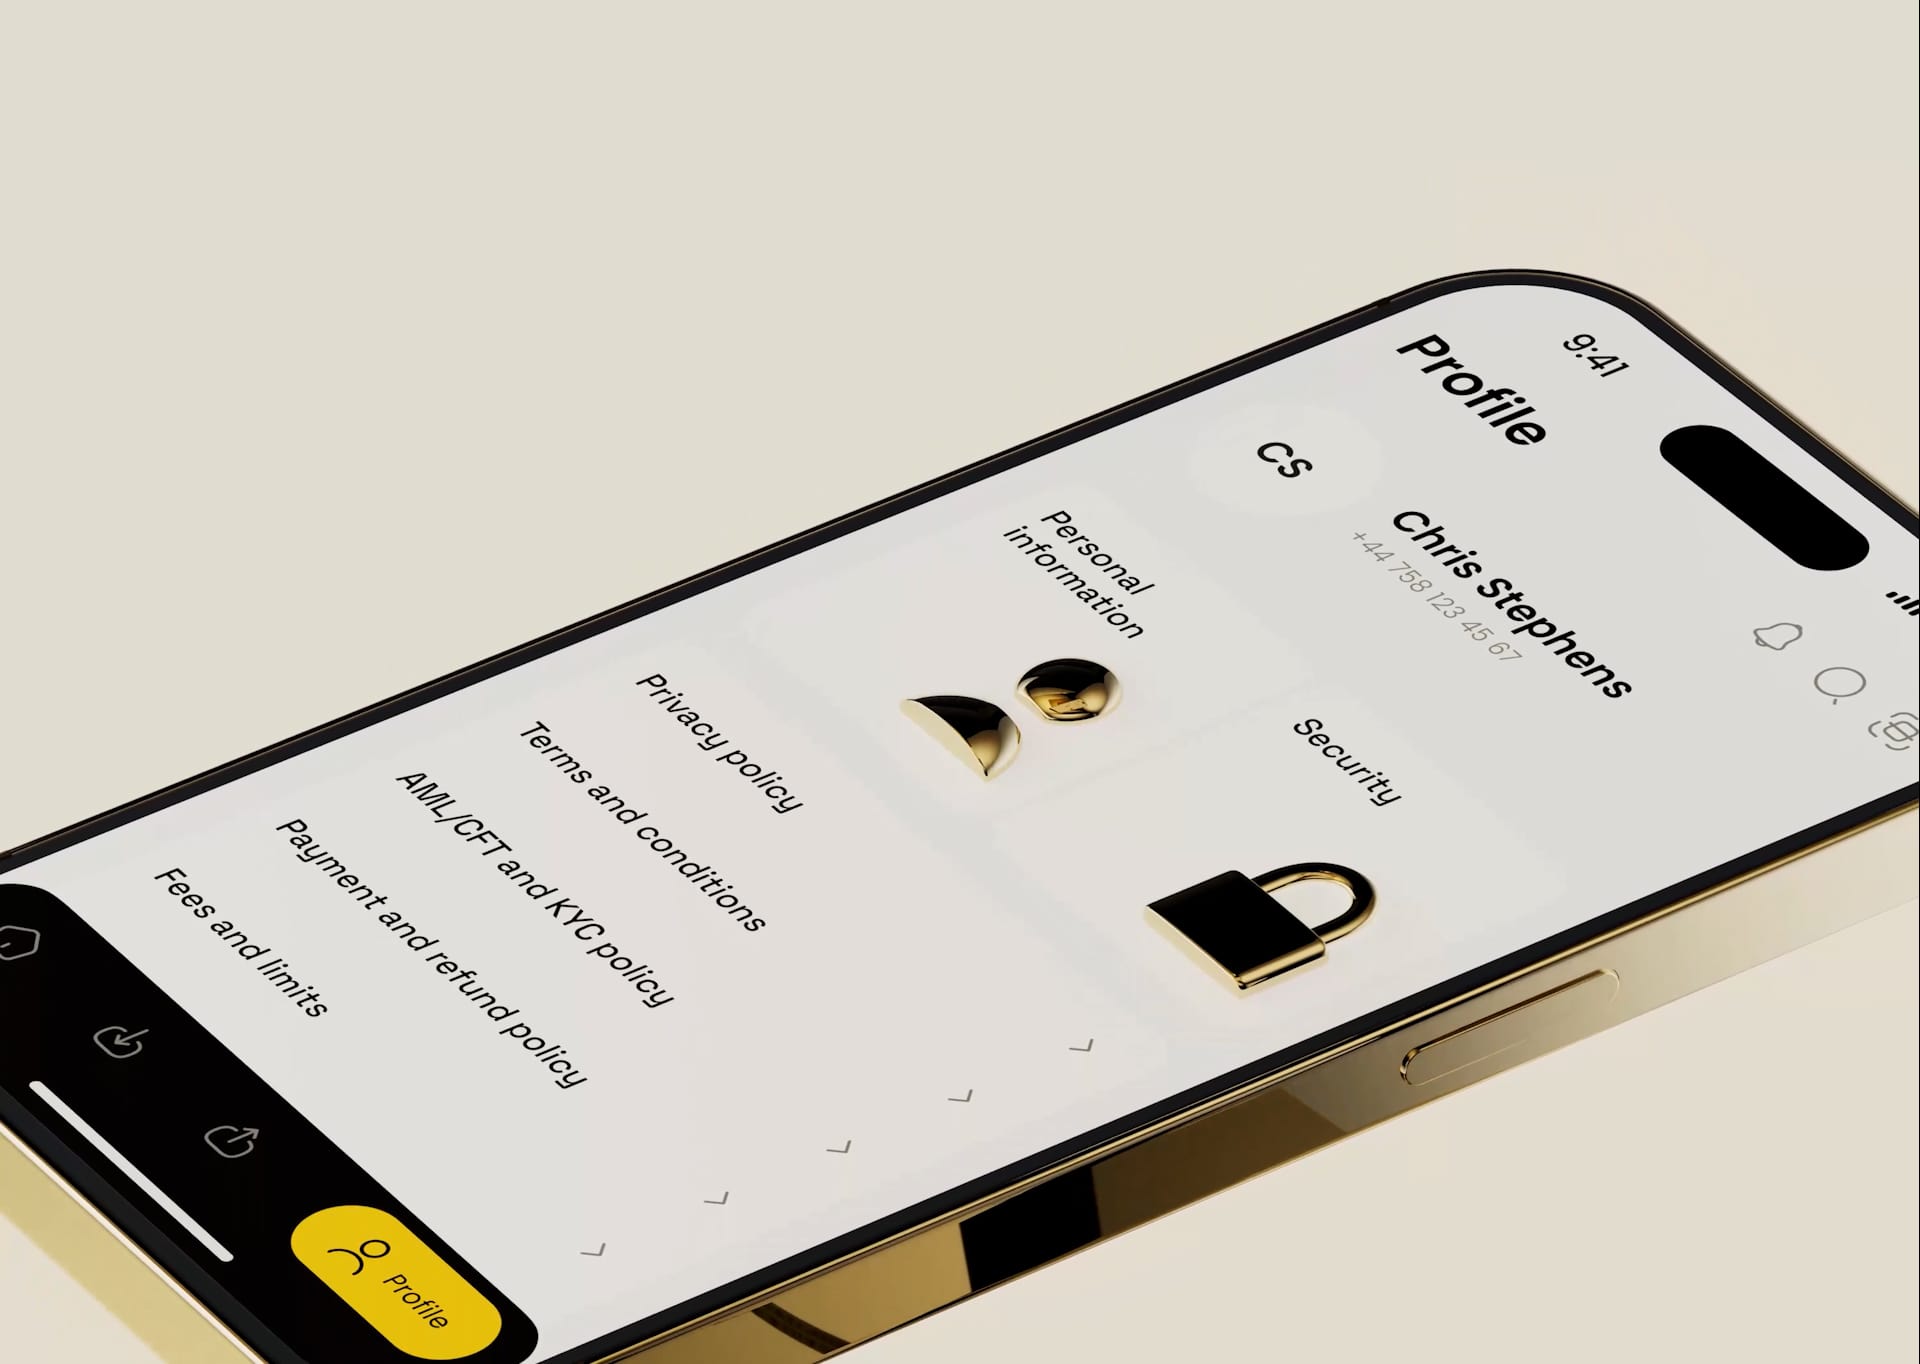 9:41
Profile
CS
Chris Stephens
+44 758 123 45 67
Personal
information
Security
Privacy policy
Terms and conditions
AML/CFT and KYC policy
Payment and refund policy
Fees and limits
Profile